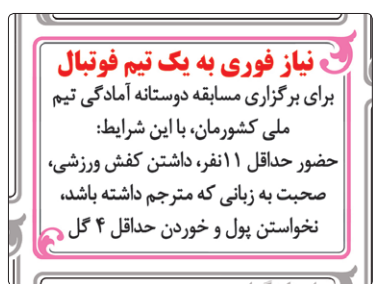 نیاز فوری به یک تیم فوتبال
برای برگزاری مسابقه دوستانه آمادگی تیم
ملی کشورمان، با این شرایط:
حضور حداقل ۱۱نفر، داشتن کفش ورزشی،
صحبت به زبانی که مترجم داشته باشد،
نخواستن پول و خوردن حداقل ۴ گل